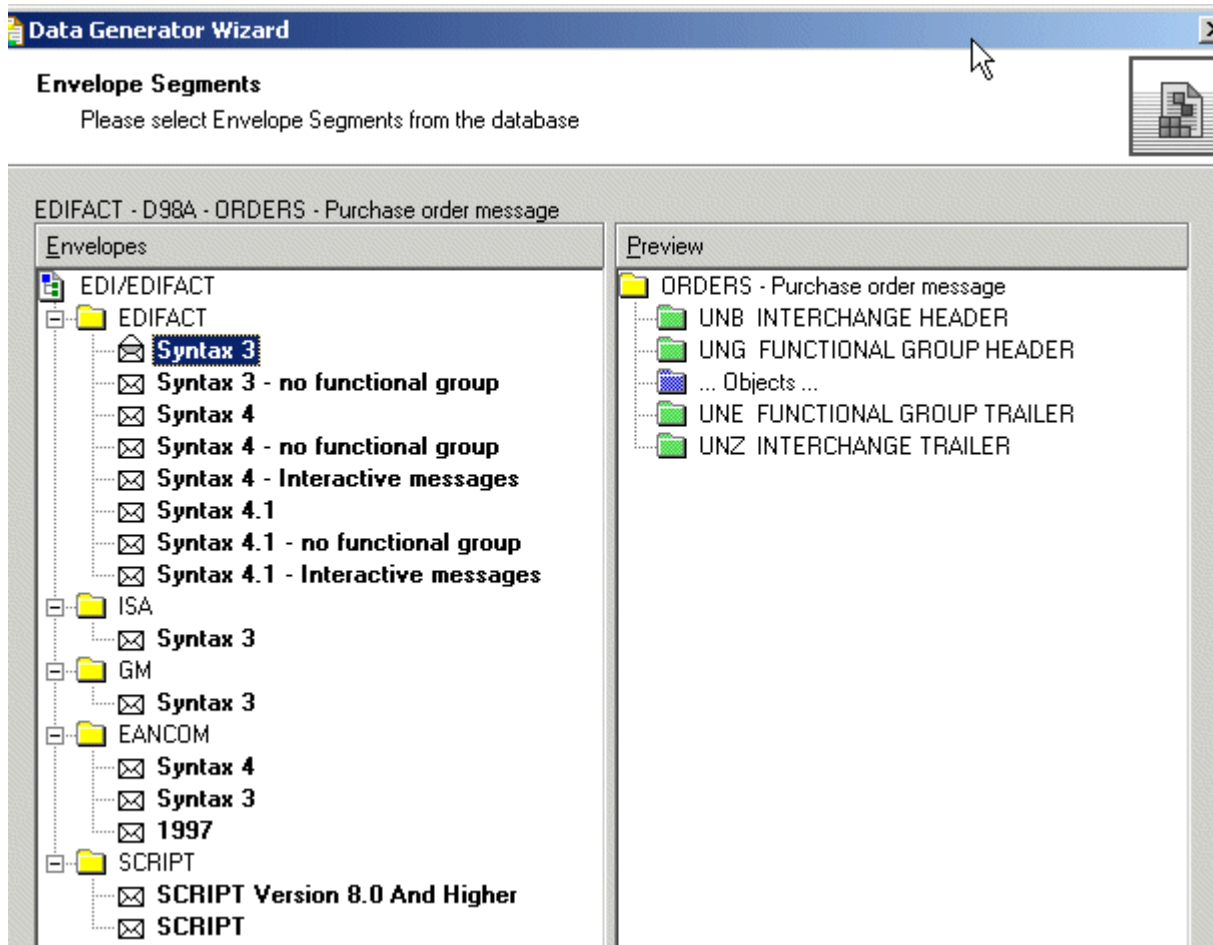 Data Generator Wizard
Envelope Segments
Please select Envelope Segments from the database
EDIFACT - D98A - ORDERS - Purchase order message
Envelopes
EDI/EDIFACT
EDIFACT
Syntax 3
Syntax 3 - no functional group
Syntax 4
Syntax 4 - no functional group
Syntax 4 - Interactive messages
Syntax 4.1
Syntax 4.1 - no functional group
Syntax 4.1 - Interactive messages
ISA
Syntax 3
GM
Syntax 3
EANCOM
Syntax 4
Syntax 3
1997
SCRIPT
SCRIPT Version 8.0 And Higher
SCRIPT
Preview
ORDERS - Purchase order message
UNB INTERCHANGE HEADER
UNG FUNCTIONAL GROUP HEADER
... Objects ...
UNE FUNCTIONAL GROUP TRAILER
UNZ INTERCHANGE TRAILER